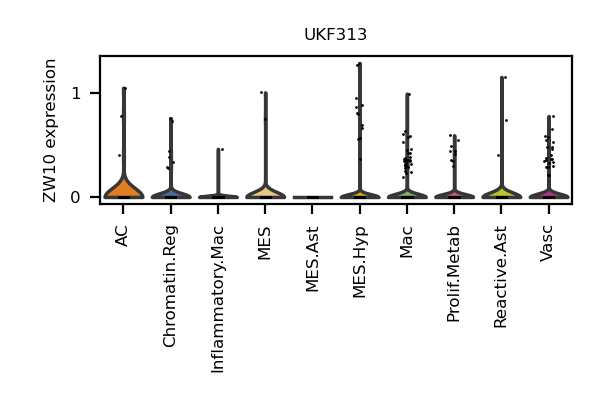 UKF313
ZW10 expression
1
0
AC
Chromatin.Reg
Inflammatory.Mac
MES
MES.Ast
MES.Hyp
Mac
Prolif.Metab
Reactive.Ast
Vasc